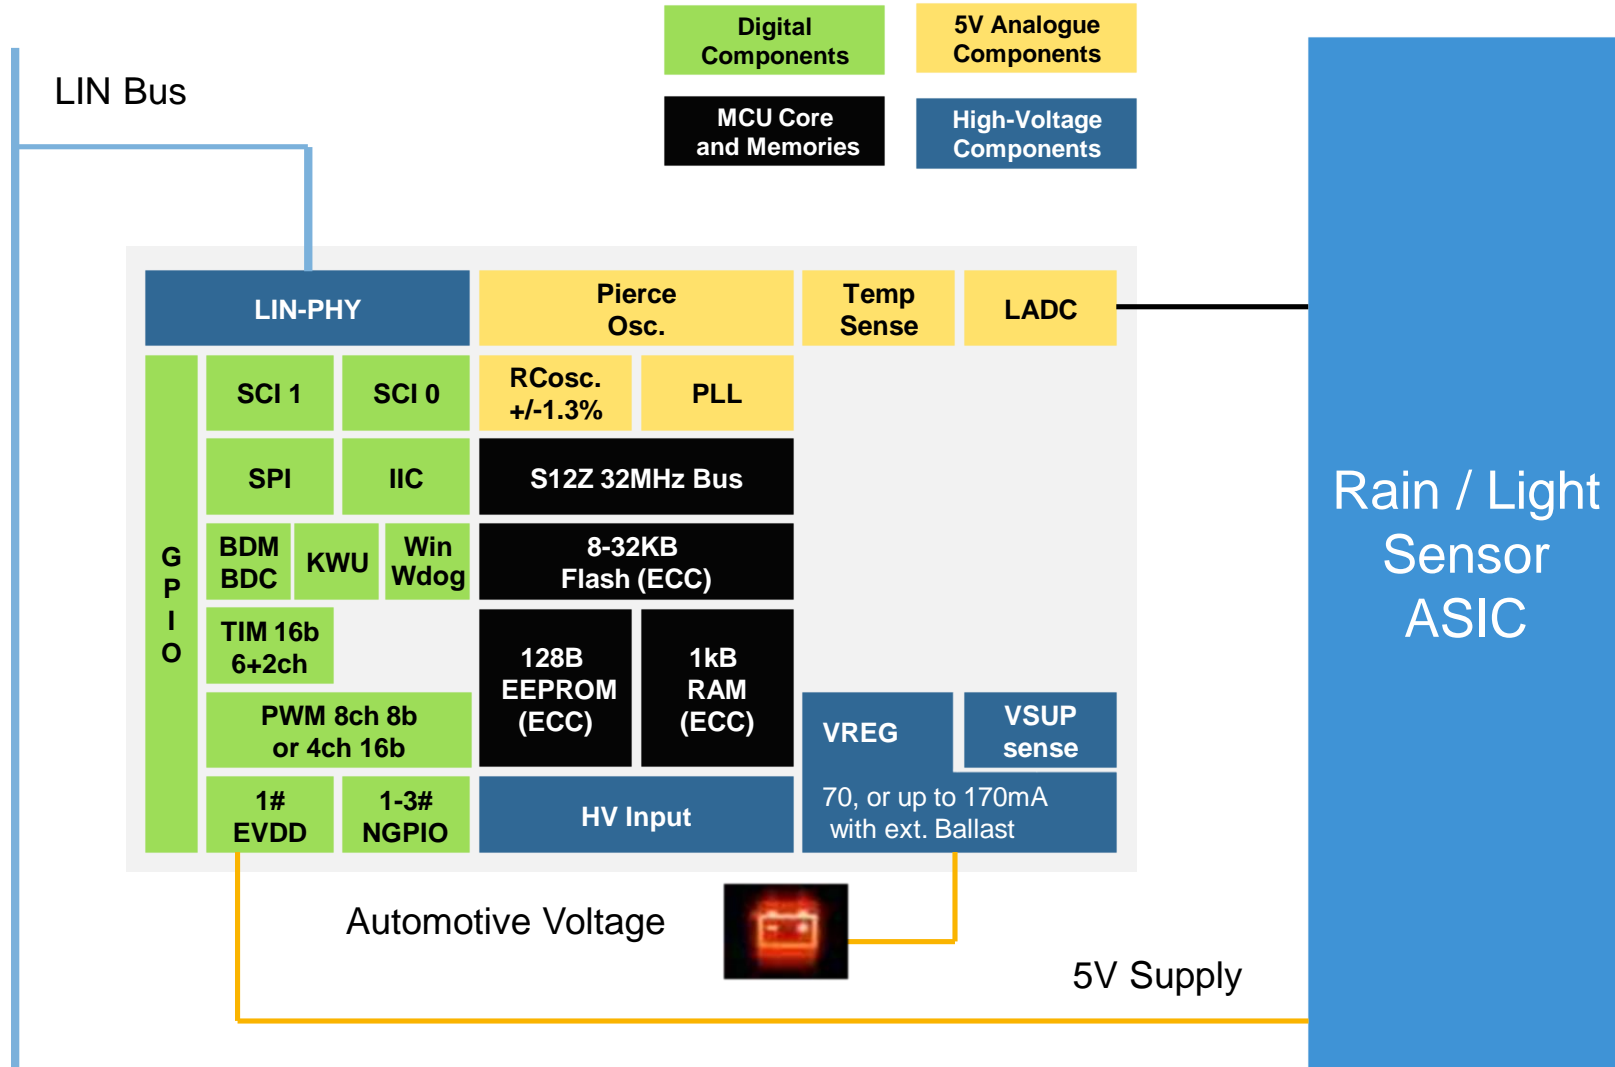 Digital
Components
5V Analogue
Components
LIN Bus
MCU Core
and Memories
High-Voltage
Components
LIN-PHY
Pierce
Osc.
Temp
Sense
LADC
SCI 1
SCI 0
RCosc.
+/-1.3%
PLL
SPI
IIC
S12Z 32MHz Bus
Rain / Light
Sensor
ASIC
G
P
I
O
BDM
BDC
KWU
Win
Wdog
8-32KB
Flash (ECC)
TIM 16b
6+2ch
128B
EEPROM
(ECC)
1kB
RAM
(ECC)
PWM 8ch 8b
or 4ch 16b
VREG
VSUP
sense
1#
EVDD
1-3#
NGPIO
HV Input
70, or up to 170mA
with ext. Ballast
Automotive Voltage
5V Supply